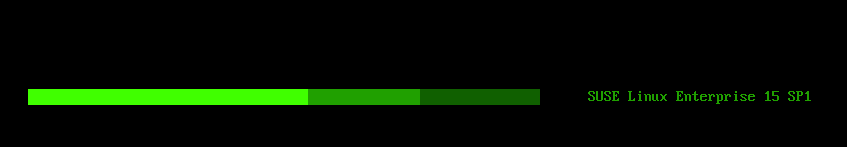 SUSE Linux Enterprise 15 SP1